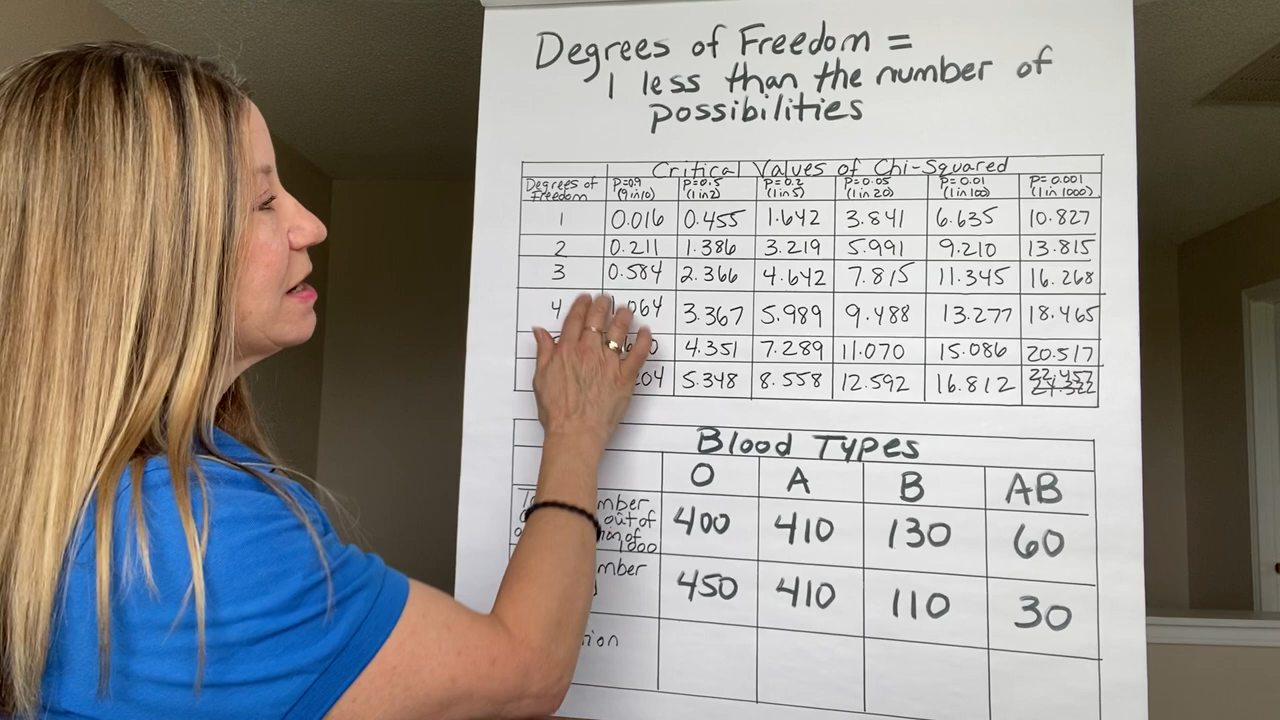 Degrees of Freedom =
1 less than the number of
possibilities
Critical Values of Chi-Squared
Degrees of Freedom P=0.9 (9 in 10) P=0.5 (1 in 2) P=0.2 (1 in 5) P=0.05 (1 in 20) P=0.01 (1 in 100) P=0.001 (1 in 1000)
1 0.016 0.455 1.642 3.841 6.635 10.827
2 0.211 1.386 3.219 5.991 9.210 13.815
3 0.584 2.366 4.642 7.815 11.345 16.268
4 1.064 3.367 5.989 9.488 13.277 18.465
4.351 7.289 11.070 15.086 20.517
5.348 8.558 12.592 16.812 22.457
Blood Types
O A B AB
out of 400 410 130 60
450 410 110 30